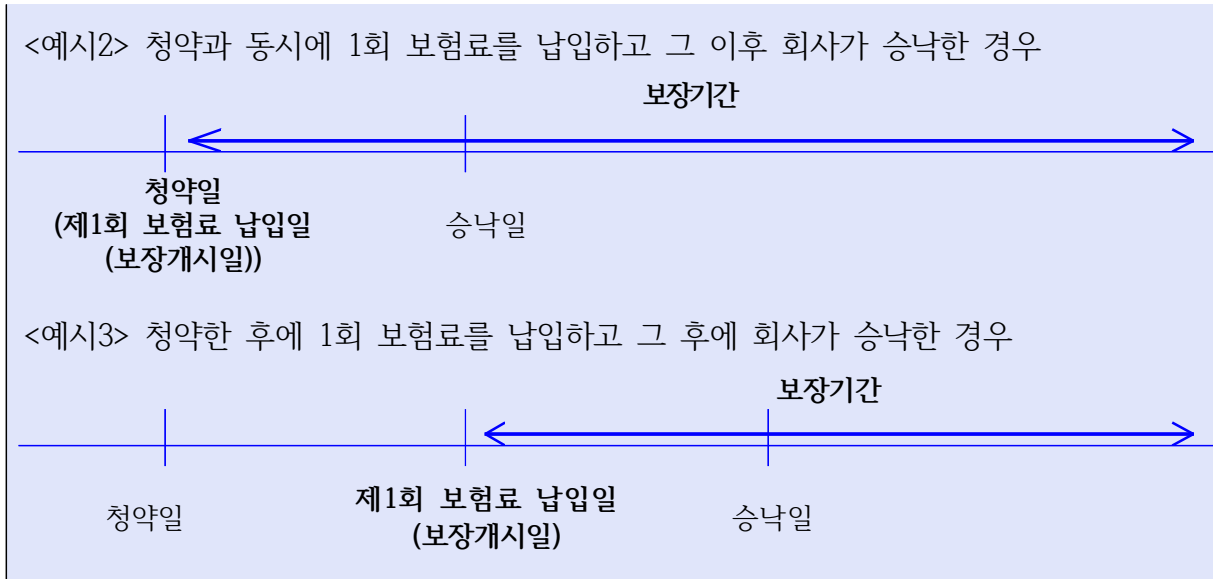 <예시2> 청약과 동시에 1회 보험료를 납입하고 그 이후 회사가 승낙한 경우
보장기간
청약일
(제1회 보험료 납입일
(보장개시일))
승낙일
<예시3> 청약한 후에 1회 보험료를 납입하고 그 후에 회사가 승낙한 경우
보장기간
청약일
제1회 보험료 납입일
(보장개시일)
승낙일